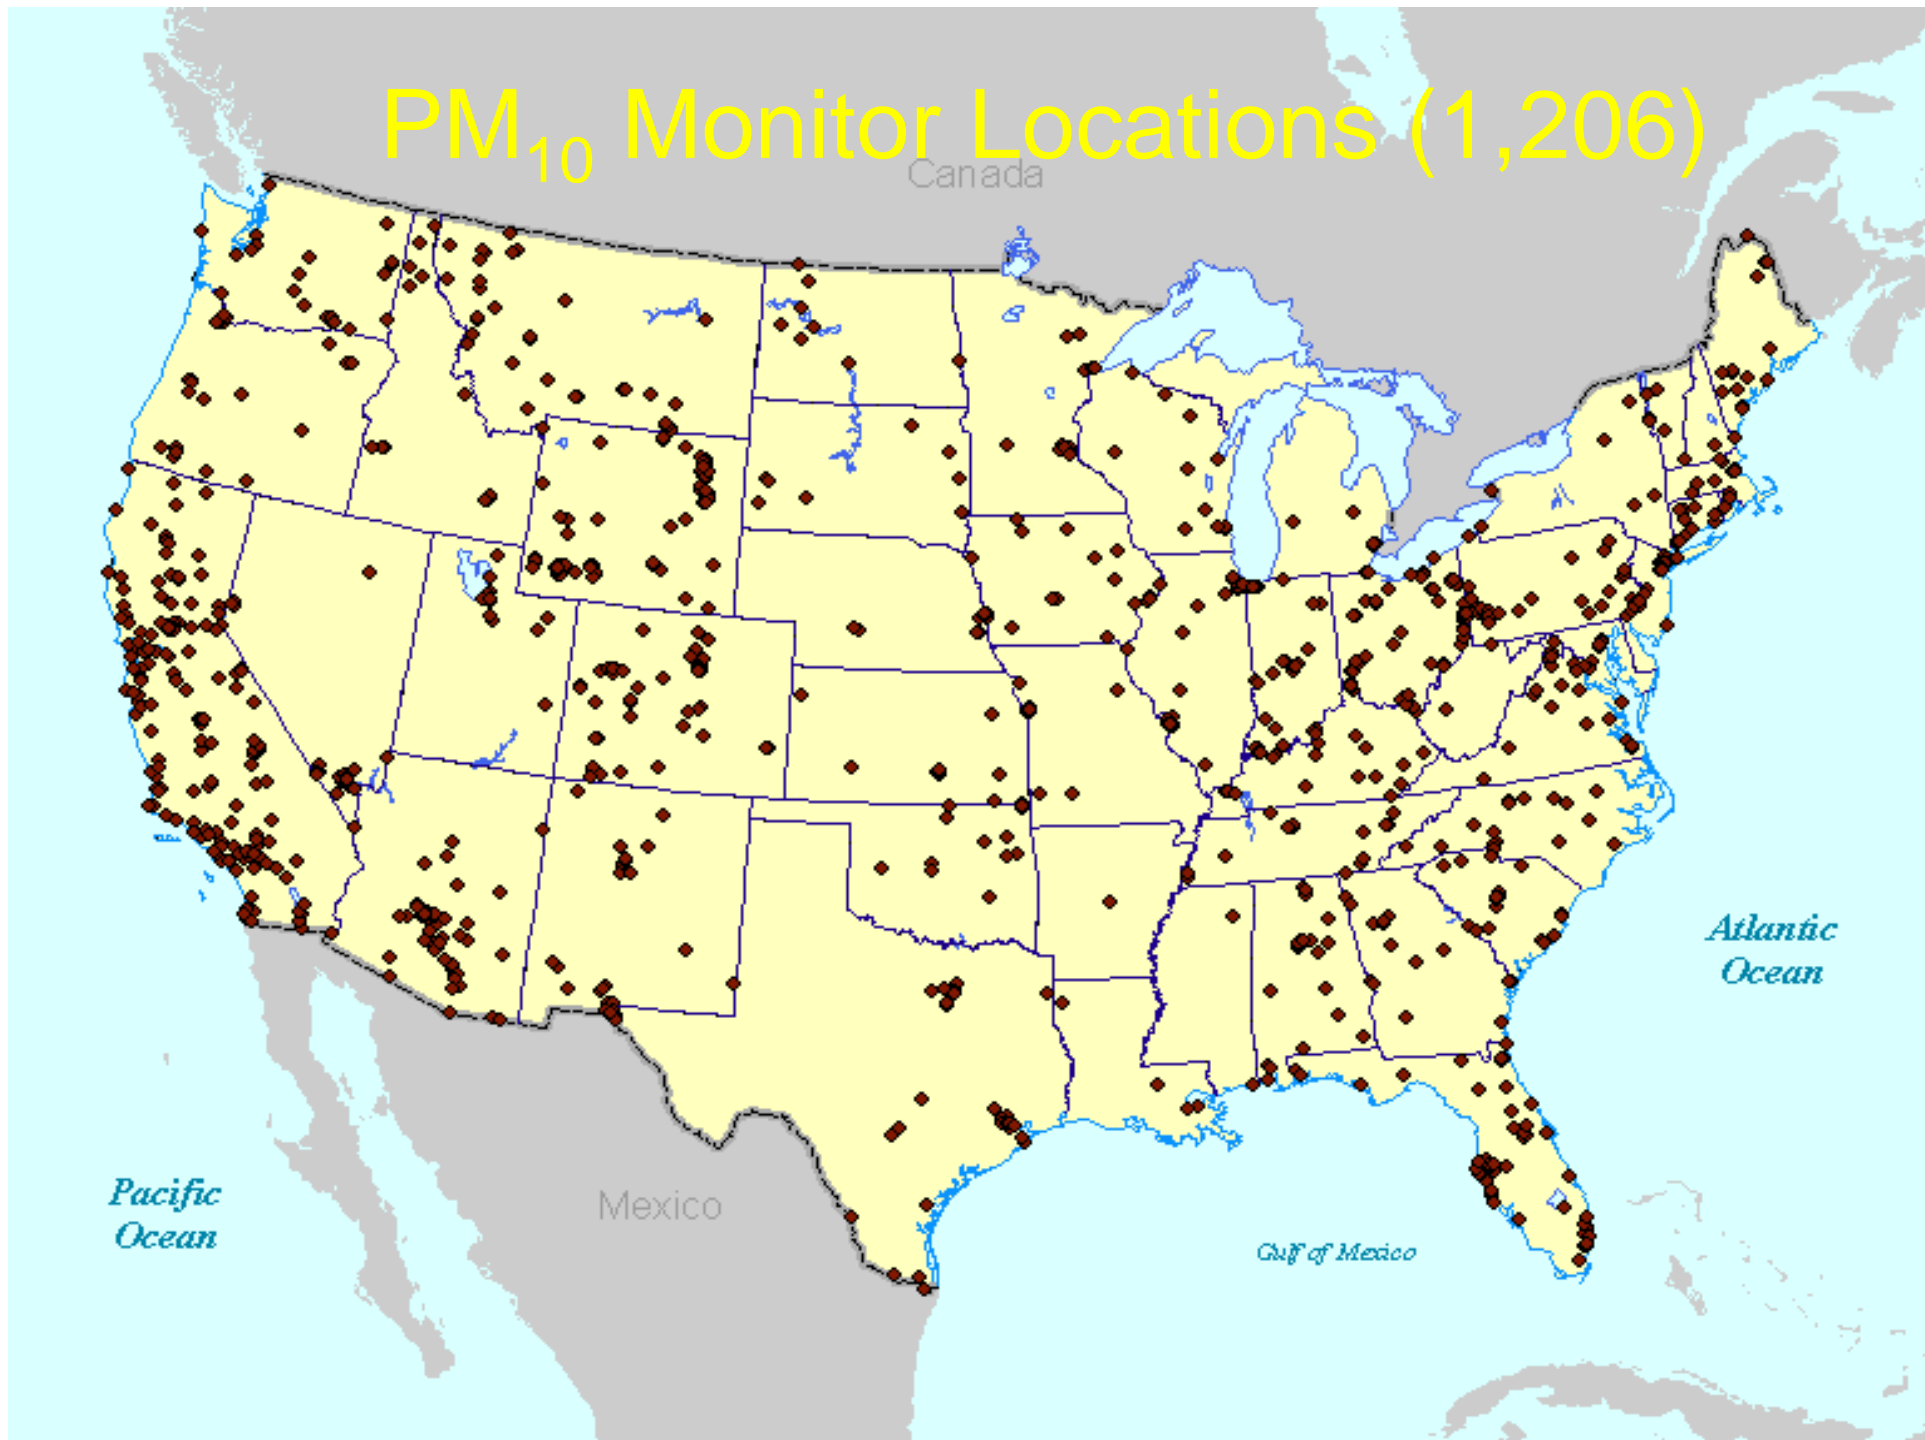 PM₁₀ Monitor Locations (1,206)
Canada
Atlantic
Ocean
Pacific
Ocean
Mexico
Gulf of Mexico